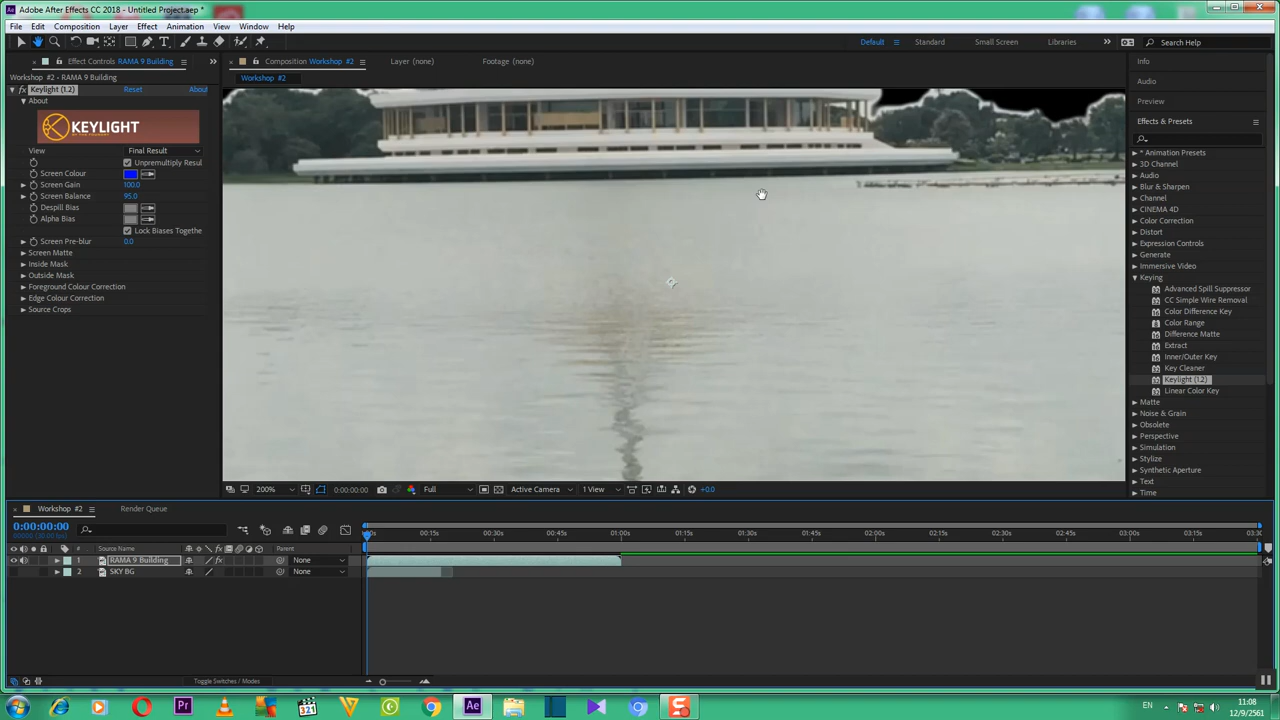 Adobe After Effects CC 2018 - Untitled Project.aep *
File Edit Composition Layer Effect Animation View Window Help
Default Standard Small Screen Libraries Search Help
Effect Controls RAMA 9 Building Composition Workshop #2 Layer (none) Footage (none) Info
Workshop #2 • RAMA 9 Building Workshop #2
Audio
Keylight (1.2) Reset About
About
Preview
KEYLIGHT
Effects & Presets
View Final Result
Unpremultiply Resul
Screen Colour
Screen Gain 100.0
Screen Balance 95.0
Despill Bias
Alpha Bias
Lock Biases Togethe
Screen Pre-blur 0.0
Screen Matte
Inside Mask
Outside Mask
Foreground Colour Correction
Edge Colour Correction
Source Crops
* Animation Presets
3D Channel
Audio
Blur & Sharpen
Channel
CINEMA 4D
Color Correction
Distort
Expression Controls
Generate
Immersive Video
Keying
Advanced Spill Suppressor
CC Simple Wire Removal
Color Difference Key
Color Range
Difference Matte
Extract
Inner/Outer Key
Key Cleaner
Keylight (1.2)
Linear Color Key
Matte
Noise & Grain
Obsolete
Perspective
Simulation
Stylize
Synthetic Aperture
Text
Time
200% 0:00:00:00 Full Active Camera 1 View +0.0
Workshop #2 Render Queue
0:00:00:00
00000 (30.00 fps)
00s 00:15s 00:30s 00:45s 01:00s 01:15s 01:30s 01:45s 02:00s 02:15s 02:30s 02:45s 03:00s 03:15s 03:30
# Source Name Parent
1 RAMA 9 Building None
2 SKY BG None
Toggle Switches / Modes
EN 11:08
12/9/2561